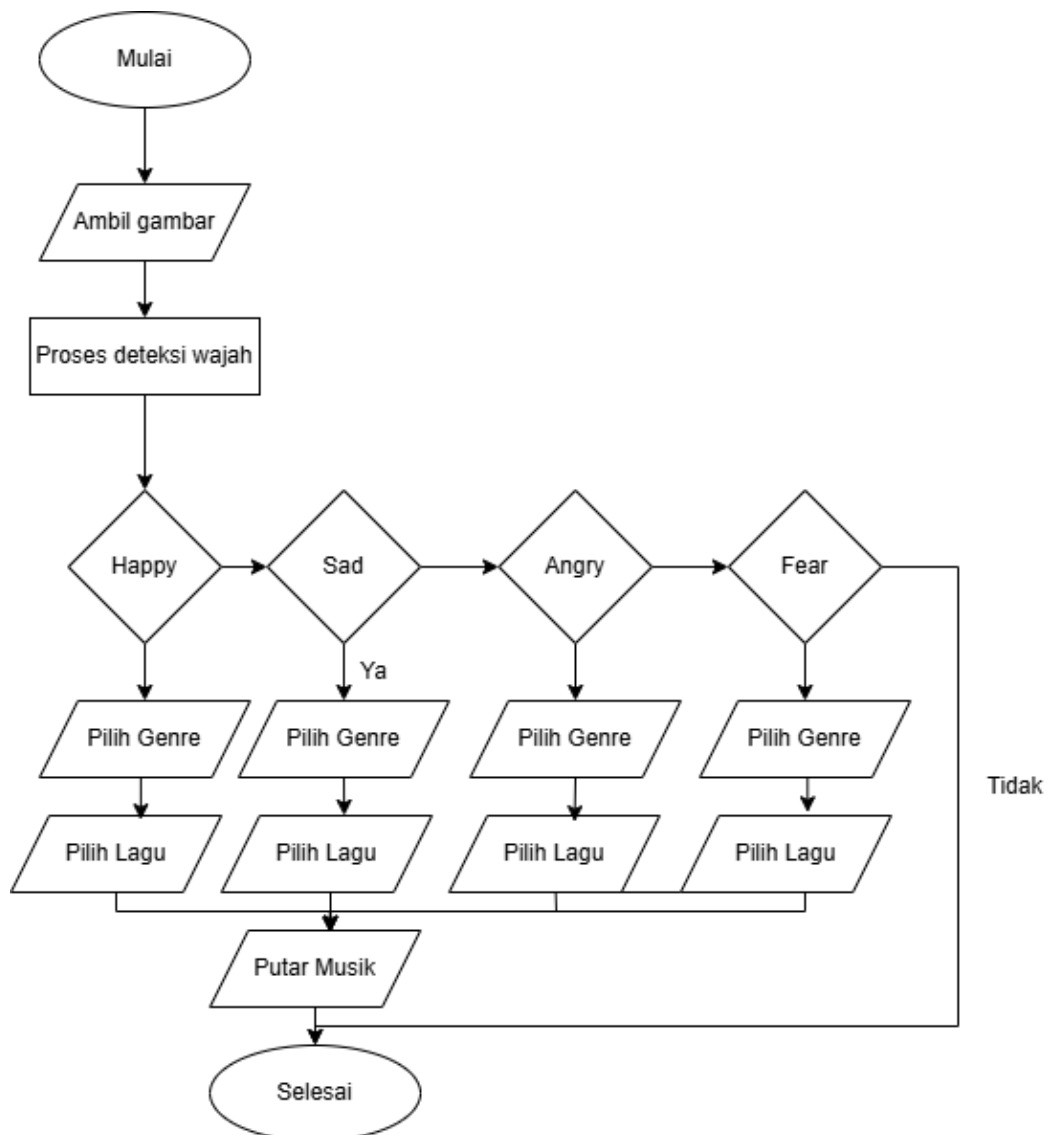 Mulai
Ambil gambar
Proses deteksi wajah
Happy
Sad
Angry
Fear
Ya
Pilih Genre
Pilih Genre
Pilih Genre
Pilih Genre
Tidak
Pilih Lagu
Pilih Lagu
Pilih Lagu
Pilih Lagu
Putar Musik
Selesai